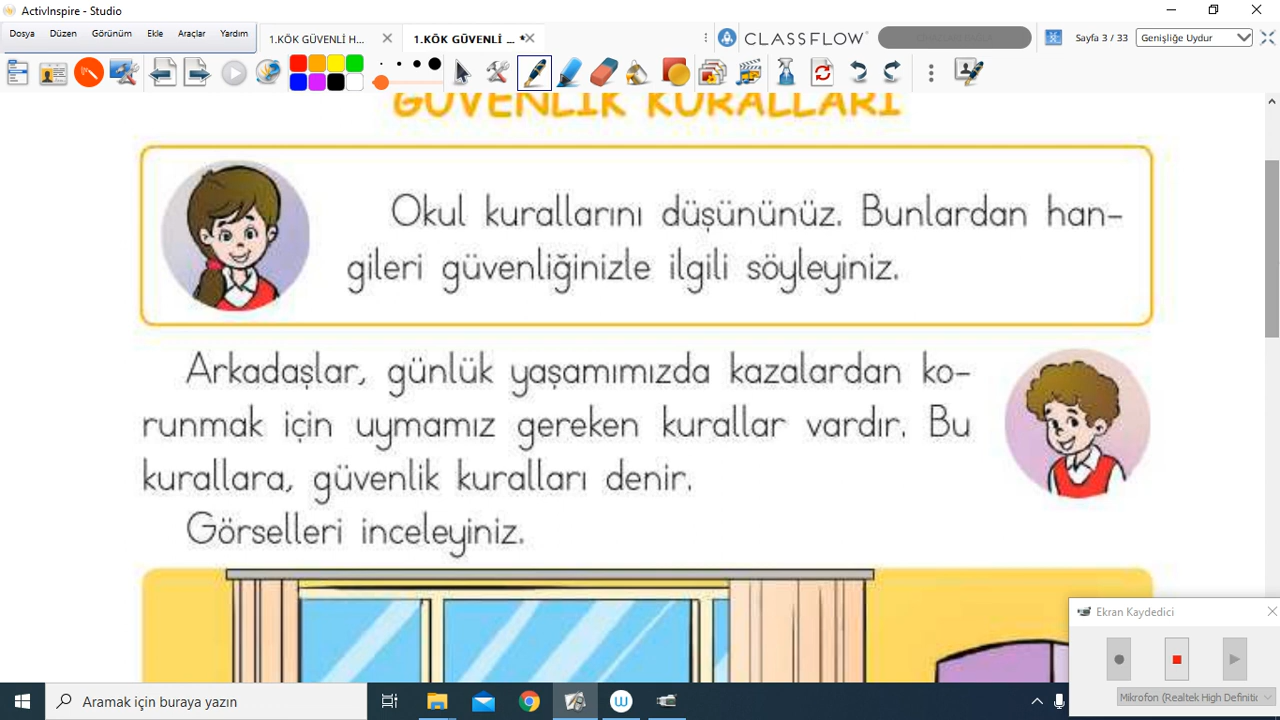 ActivInspire - Studio
Dosya Düzen Görünüm Ekle Araçlar Yardım
1.KÖK GÜVENLİ H...
1.KÖK GÜVENLİ ... *
CLASSFLOW
Sayfa 3 / 33
Genişliğe Uydur
GÜVENLİK KURALLARI
Okul kurallarını düşününüz. Bunlardan han-
gileri güvenliğinizle ilgili söyleyiniz.
Arkadaşlar, günlük yaşamımızda kazalardan ko-
runmak için uymamız gereken kurallar vardır. Bu
kurallara, güvenlik kuralları denir.
Görselleri inceleyiniz.
Ekran Kaydedici
Mikrofon (Realtek High Definitic
Aramak için buraya yazın